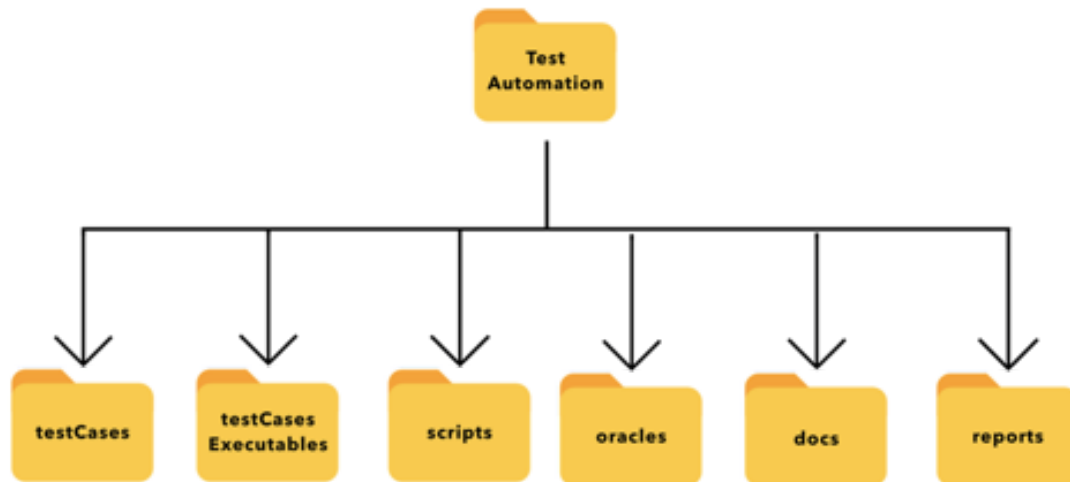 Test
Automation
testCases
testCases
Executables
scripts
oracles
docs
reports